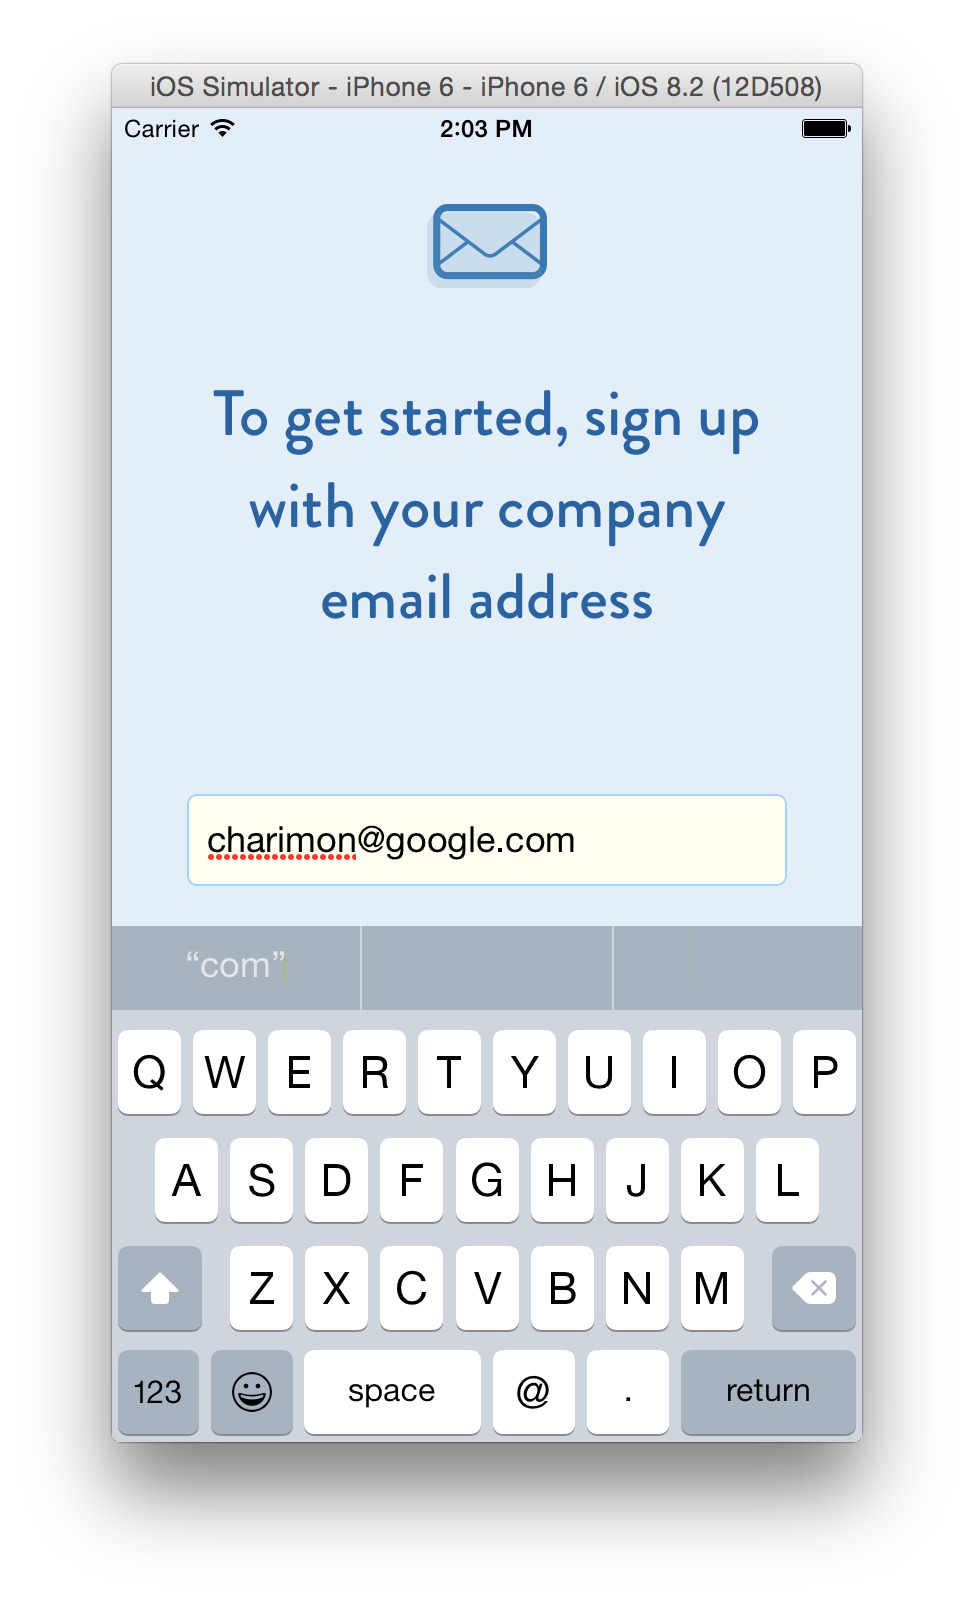 iOS Simulator - iPhone 6 - iPhone 6 / iOS 8.2 (12D508)
Carrier 2:03 PM
To get started, sign up
with your company
email address
charimon@google.com
“com”
Q W E R T Y U I O P
A S D F G H J K L
Z X C V B N M
123 space @ . return